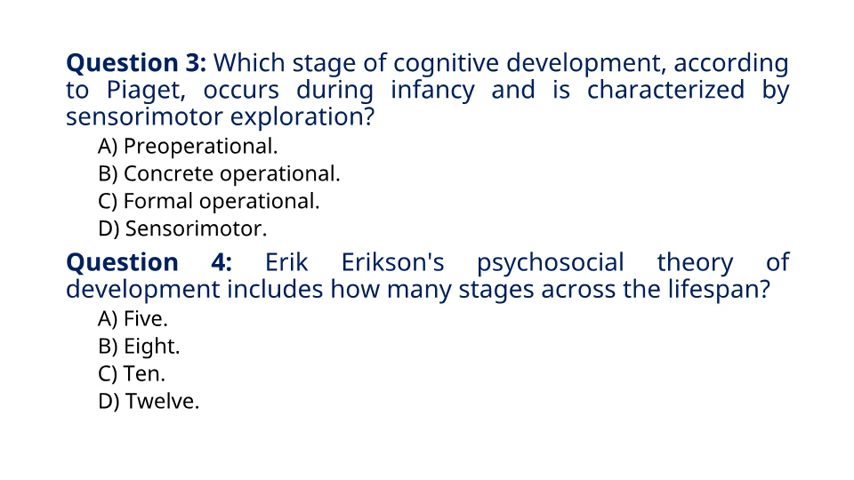 Question 3: Which stage of cognitive development, according
to Piaget, occurs during infancy and is characterized by
sensorimotor exploration?
A) Preoperational.
B) Concrete operational.
C) Formal operational.
D) Sensorimotor.
Question 4: Erik Erikson's psychosocial theory of
development includes how many stages across the lifespan?
A) Five.
B) Eight.
C) Ten.
D) Twelve.